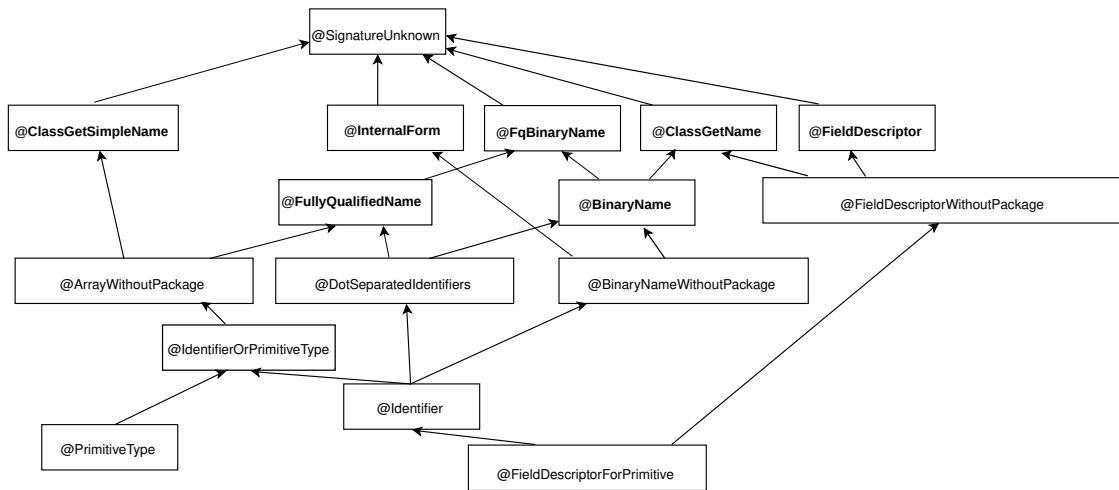 @SignatureUnknown
@ClassGetSimpleName
@InternalForm
@FqBinaryName
@ClassGetName
@FieldDescriptor
@FullyQualifiedName
@BinaryName
@FieldDescriptorWithoutPackage
@ArrayWithoutPackage
@DotSeparatedIdentifiers
@BinaryNameWithoutPackage
@IdentifierOrPrimitiveType
@Identifier
@PrimitiveType
@FieldDescriptorForPrimitive